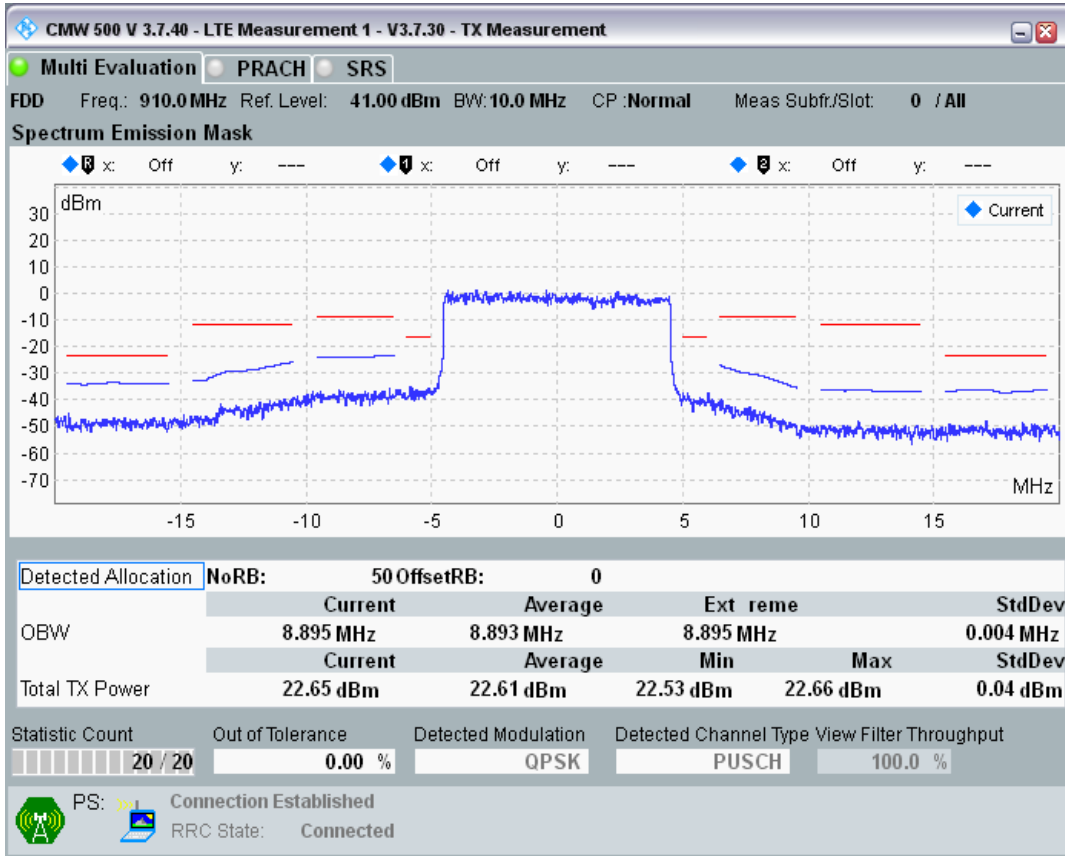 CMW 500 V 3.7.40 - LTE Measurement 1 - V3.7.30 - TX Measurement
Multi Evaluation PRACH SRS
FDD Freq.: 910.0 MHz Ref. Level: 41.00 dBm BW: 10.0 MHz CP :Normal Meas Subfr./Slot: 0 / All
Spectrum Emission Mask
R x: Off y: --- 1 x: Off y: --- 2 x: Off y: ---
dBm
Current
30
20
10
0
-10
-20
-30
-40
-50
-60
-70
MHz
-15 -10 -5 0 5 10 15
Detected Allocation NoRB: 50 OffsetRB: 0
Current Average Ext reme StdDev
OBW 8.895 MHz 8.893 MHz 8.895 MHz 0.004 MHz
Current Average Min Max StdDev
Total TX Power 22.65 dBm 22.61 dBm 22.53 dBm 22.66 dBm 0.04 dBm
Statistic Count Out of Tolerance Detected Modulation Detected Channel Type View Filter Throughput
20 / 20 0.00 % QPSK PUSCH 100.0 %
PS: Connection Established
RRC State: Connected